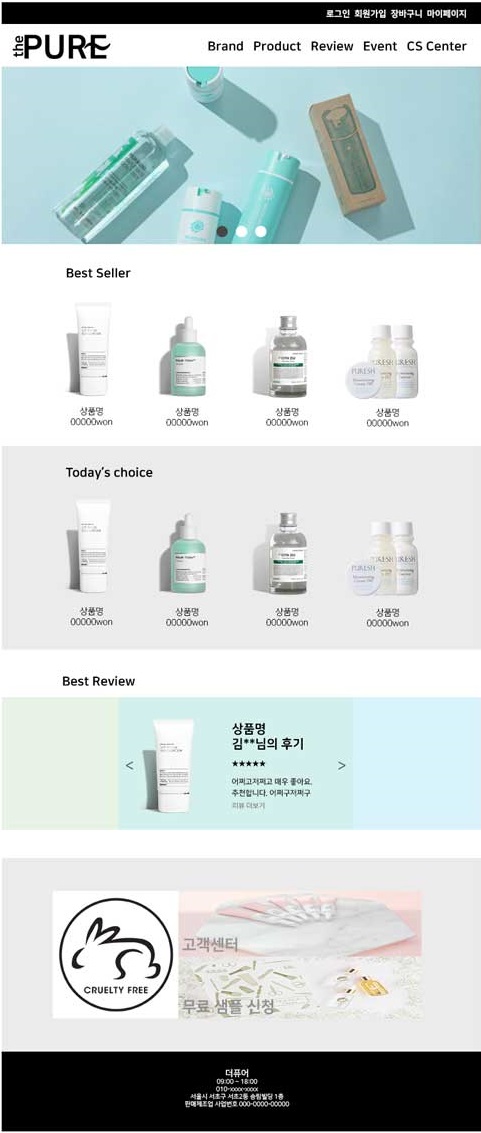 로그인 회원가입 장바구니 마이페이지
the PURE
Brand Product Review Event CS Center
Best Seller
PURESH
상품명 상품명 상품명 상품명
00000won 00000won 00000won 00000won
Today's choice
PURESH
상품명 상품명 상품명 상품명
00000won 00000won 00000won 00000won
Best Review
상품명
김**님의 후기
★★★★★
< >
어쩌고저쩌고 매우 좋아요.
추천합니다. 어쩌구저쩌구
리뷰 더보기
CRUELTY FREE
고객센터
무료 샘플 신청
더퓨어
09:00 - 18:00
010-xxxx-xxxx
서울시 서초구 서초2동 송림빌딩 1층
판매제조업 사업번호 000-0000-00000